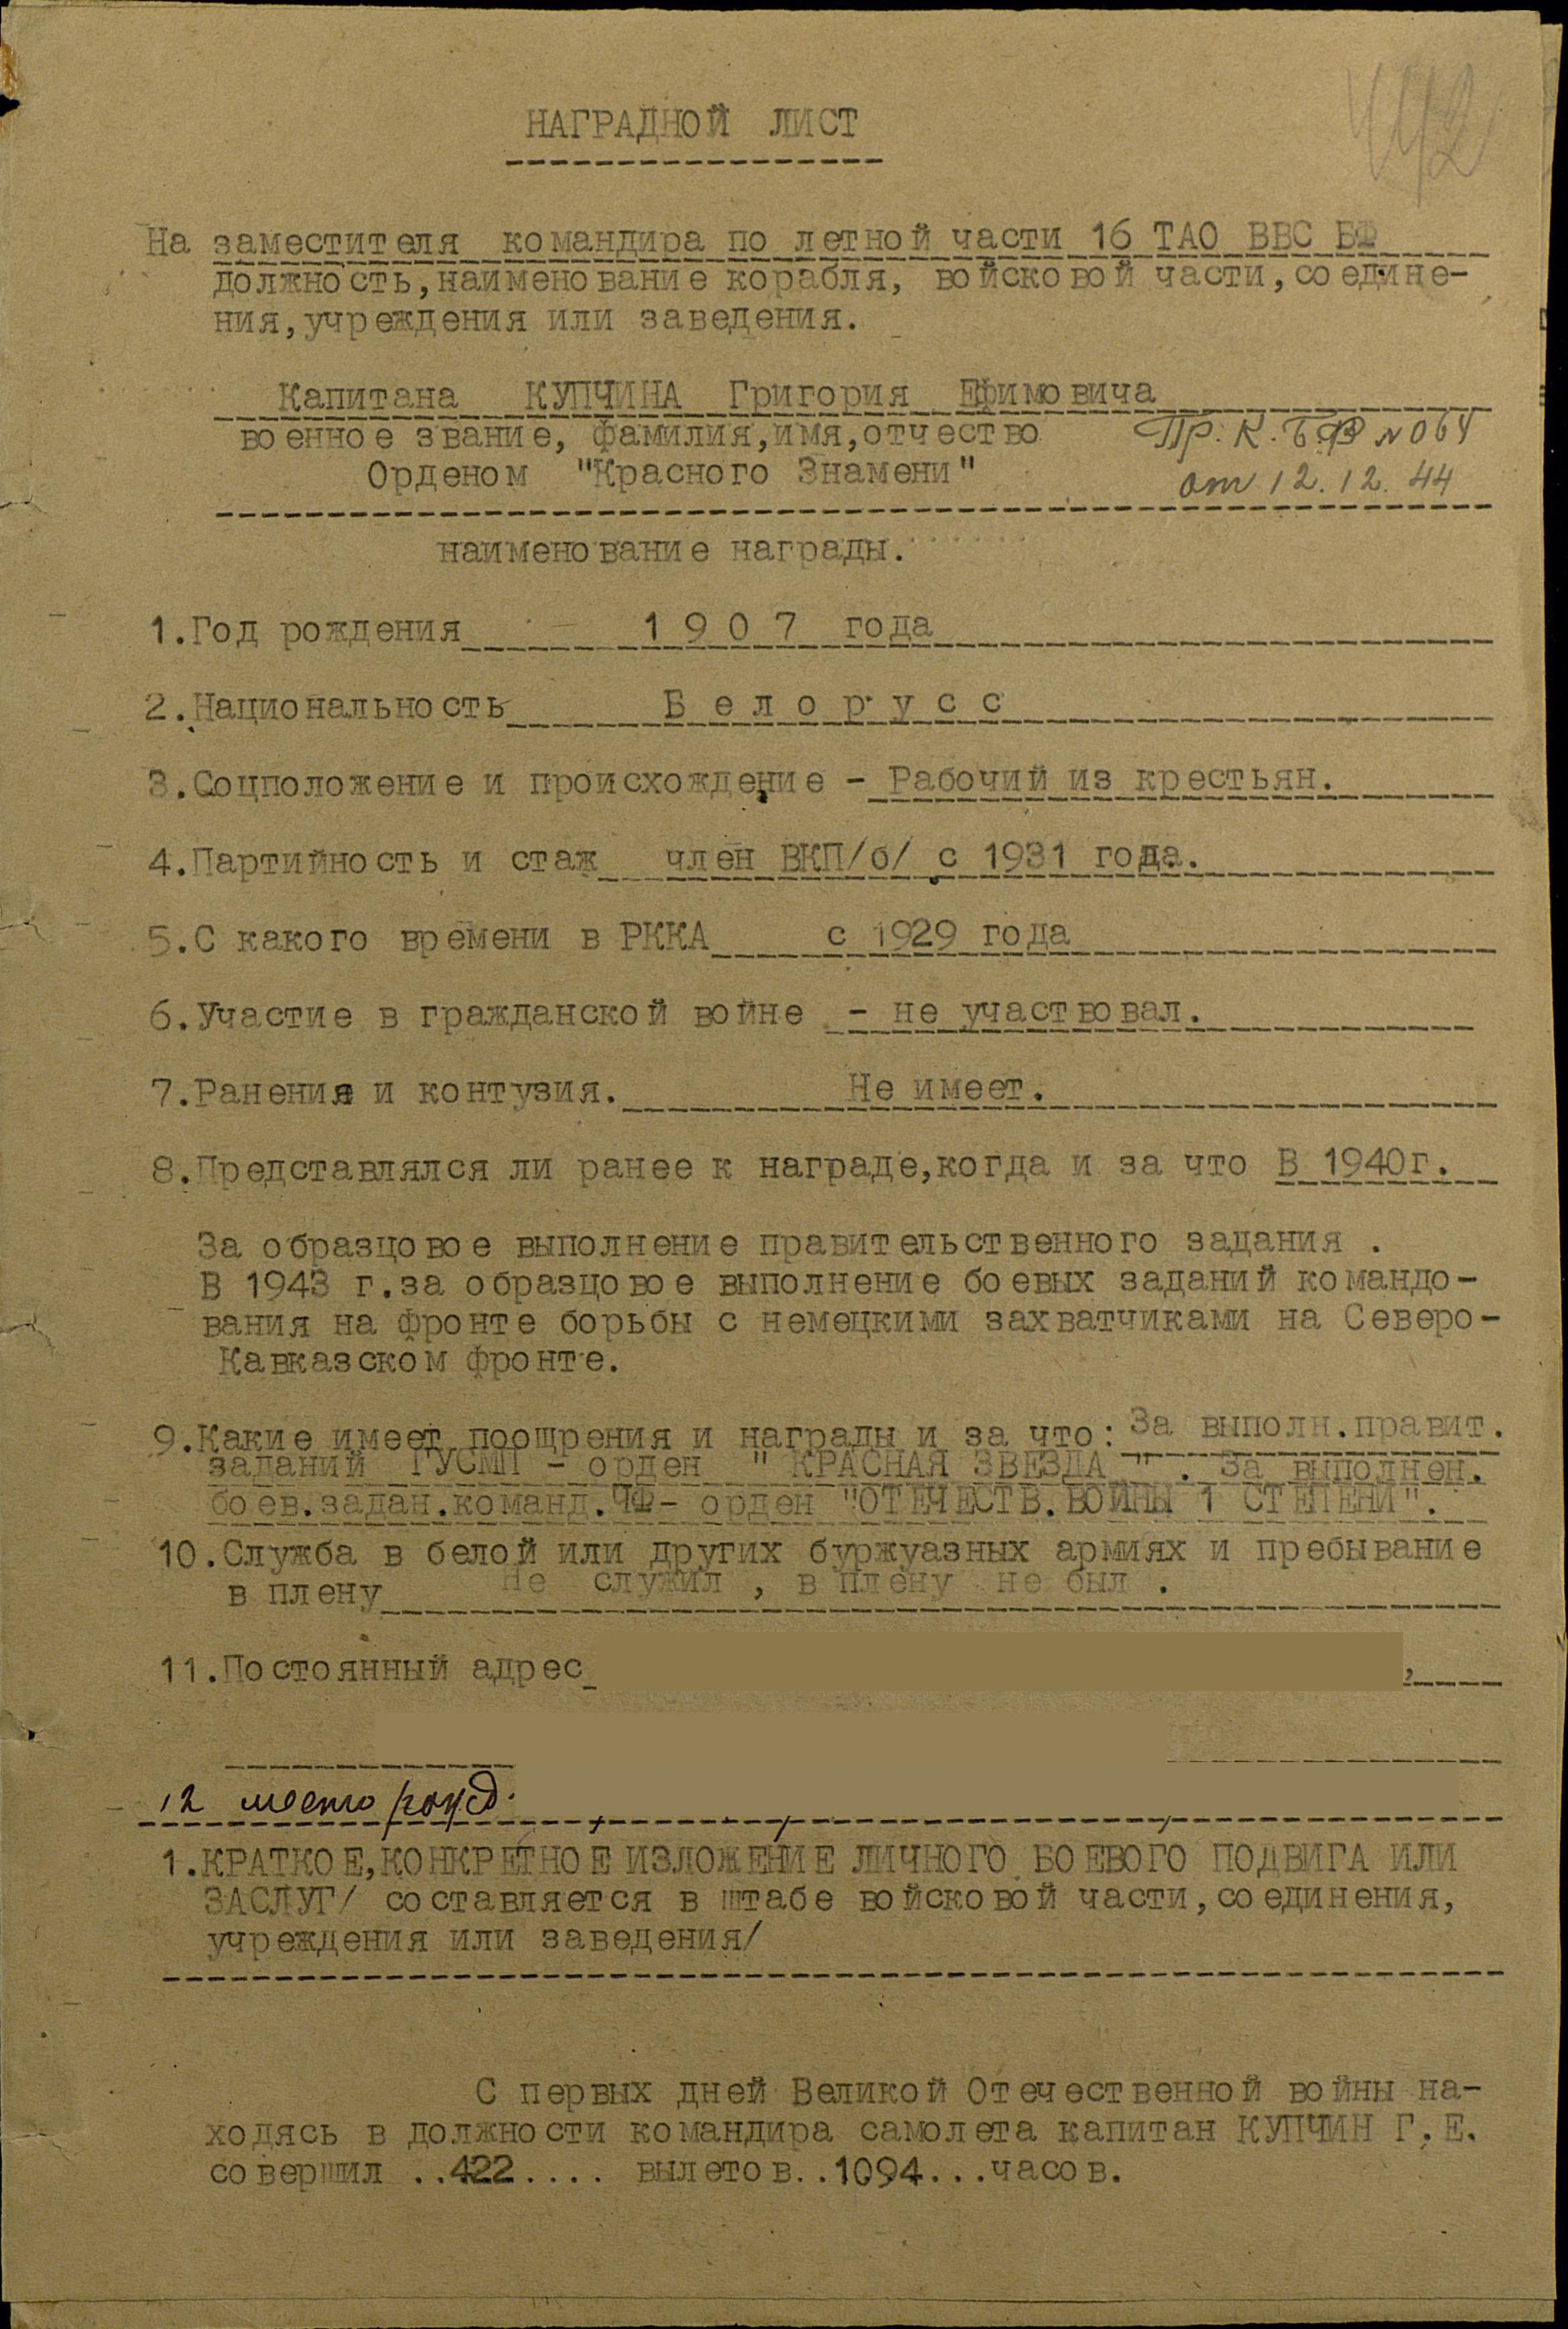 НАГРАДНОЙ ЛИСТ
На заместителя командира по летной части 16 ТАО ВВС БФ
должность, наименование корабля, войсковой части, соедине-
ния, учреждения или заведения.
Капитана КУПЧИНА Григория Ефимовича
военное звание, фамилия, имя, отчество
Пр. К. Б.Ф №064
Орденом "Красного Знамени"
от 12.12.44
наименование награды.
1. Год рождения 1 9 0 7 года
2. Национальность Б е л о р у с с
3. Соцположение и происхождение - Рабочий из крестьян.
4. Партийность и стаж член ВКП/б/ с 1931 года.
5. С какого времени в РККА с 1929 года
6. Участие в гражданской войне - не участвовал.
7. Ранения и контузия. Не имеет.
8. Представлялся ли ранее к награде, когда и за что В 1940г.
За образцовое выполнение правительственного задания .
В 1943 г. за образцовое выполнение боевых заданий командо-
вания на фронте борьбы с немецкими захватчиками на Северо-
Кавказском фронте.
9. Какие имеет поощрения и награды и за что: За выполн. правит.
заданий ГУСМП - орден " КРАСНАЯ ЗВЕЗДА " . За выполнен.
боев. задан. команд. ЧФ- орден "ОТЕЧЕСТВ. ВОЙНЫ 1 СТЕПЕНИ".
10. Служба в белой или других буржуазных армиях и пребывание
в плену Не служил , в плену не был .
11. Постоянный адрес ,
12 место рожд.
1. КРАТКОЕ, КОНКРЕТНОЕ ИЗЛОЖЕНИЕ ЛИЧНОГО БОЕВОГО ПОДВИГА ИЛИ
ЗАСЛУГ/ составляется в штабе войсковой части, соединения,
учреждения или заведения/
С первых дней Великой Отечественной войны на-
ходясь в должности командира самолета капитан КУПЧИН Г. Е.
совершил ..422.... вылетов..1094...часов.